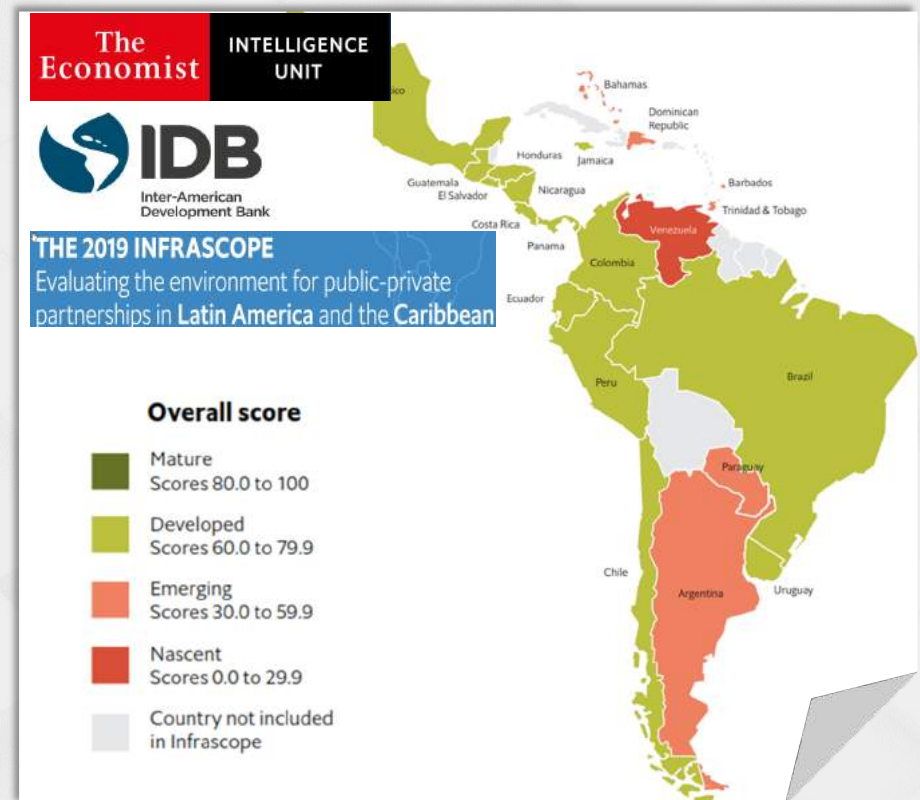 The
Economist
INTELLIGENCE
UNIT
IDB
Inter-American
Development Bank
THE 2019 INFRASCOPE
Evaluating the environment for public-private
partnerships in Latin America and the Caribbean
ico
Bahamas
Dominican
Republic
Honduras
Jamaica
Guatemala
El Salvador
Nicaragua
Barbados
Trinidad & Tobago
Costa Rica
Panama
Venezuela
Colombia
Ecuador
Peru
Brazil
Paraguay
Chile
Argentina
Uruguay
Overall score
Mature
Scores 80.0 to 100
Developed
Scores 60.0 to 79.9
Emerging
Scores 30.0 to 59.9
Nascent
Scores 0.0 to 29.9
Country not included
in Infrascope